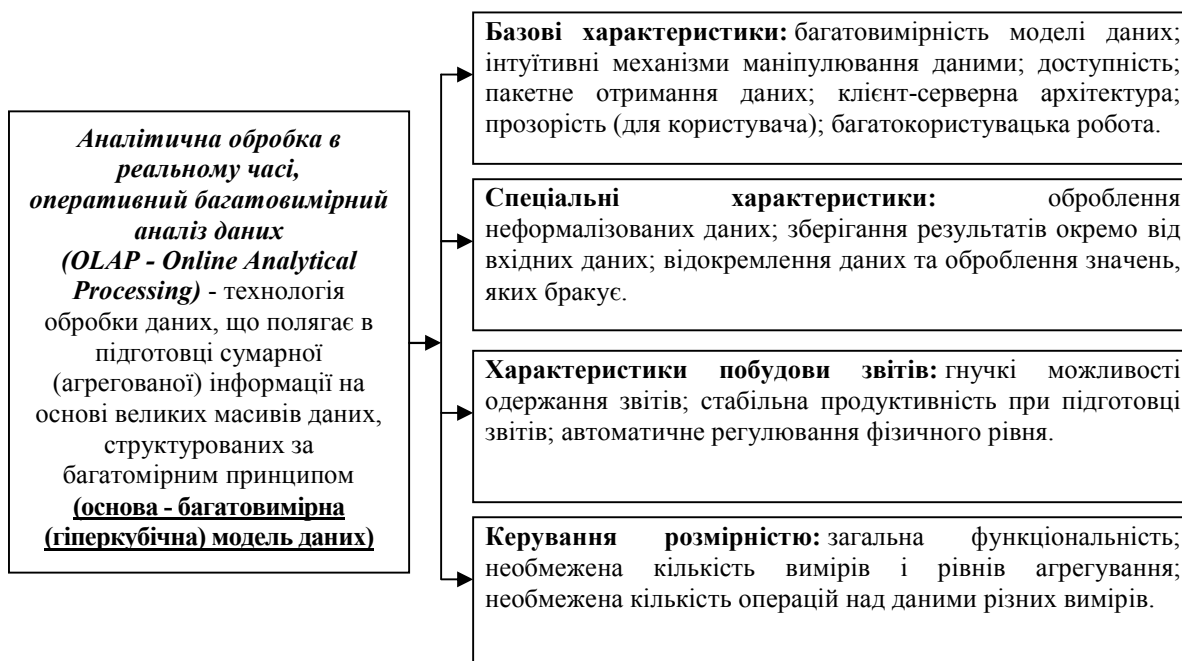 Аналітична обробка в
реальному часі,
оперативний багатовимірний
аналіз даних
(OLAP - Online Analytical
Processing) - технологія
обробки даних, що полягає в
підготовці сумарної
(агрегованої) інформації на
основі великих масивів даних,
структурованих за
багатомірним принципом
(основа - багатовимірна
(гіперкубічна) модель даних)
Базові характеристики: багатовимірність моделі даних;
інтуїтивні механізми маніпулювання даними; доступність;
пакетне отримання даних; клієнт-серверна архітектура;
прозорість (для користувача); багатокористувацька робота.
Спеціальні характеристики: оброблення
неформалізованих даних; зберігання результатів окремо від
вхідних даних; відокремлення даних та оброблення значень,
яких бракує.
Характеристики побудови звітів: гнучкі можливості
одержання звітів; стабільна продуктивність при підготовці
звітів; автоматичне регулювання фізичного рівня.
Керування розмірністю: загальна функціональність;
необмежена кількість вимірів і рівнів агрегування;
необмежена кількість операцій над даними різних вимірів.